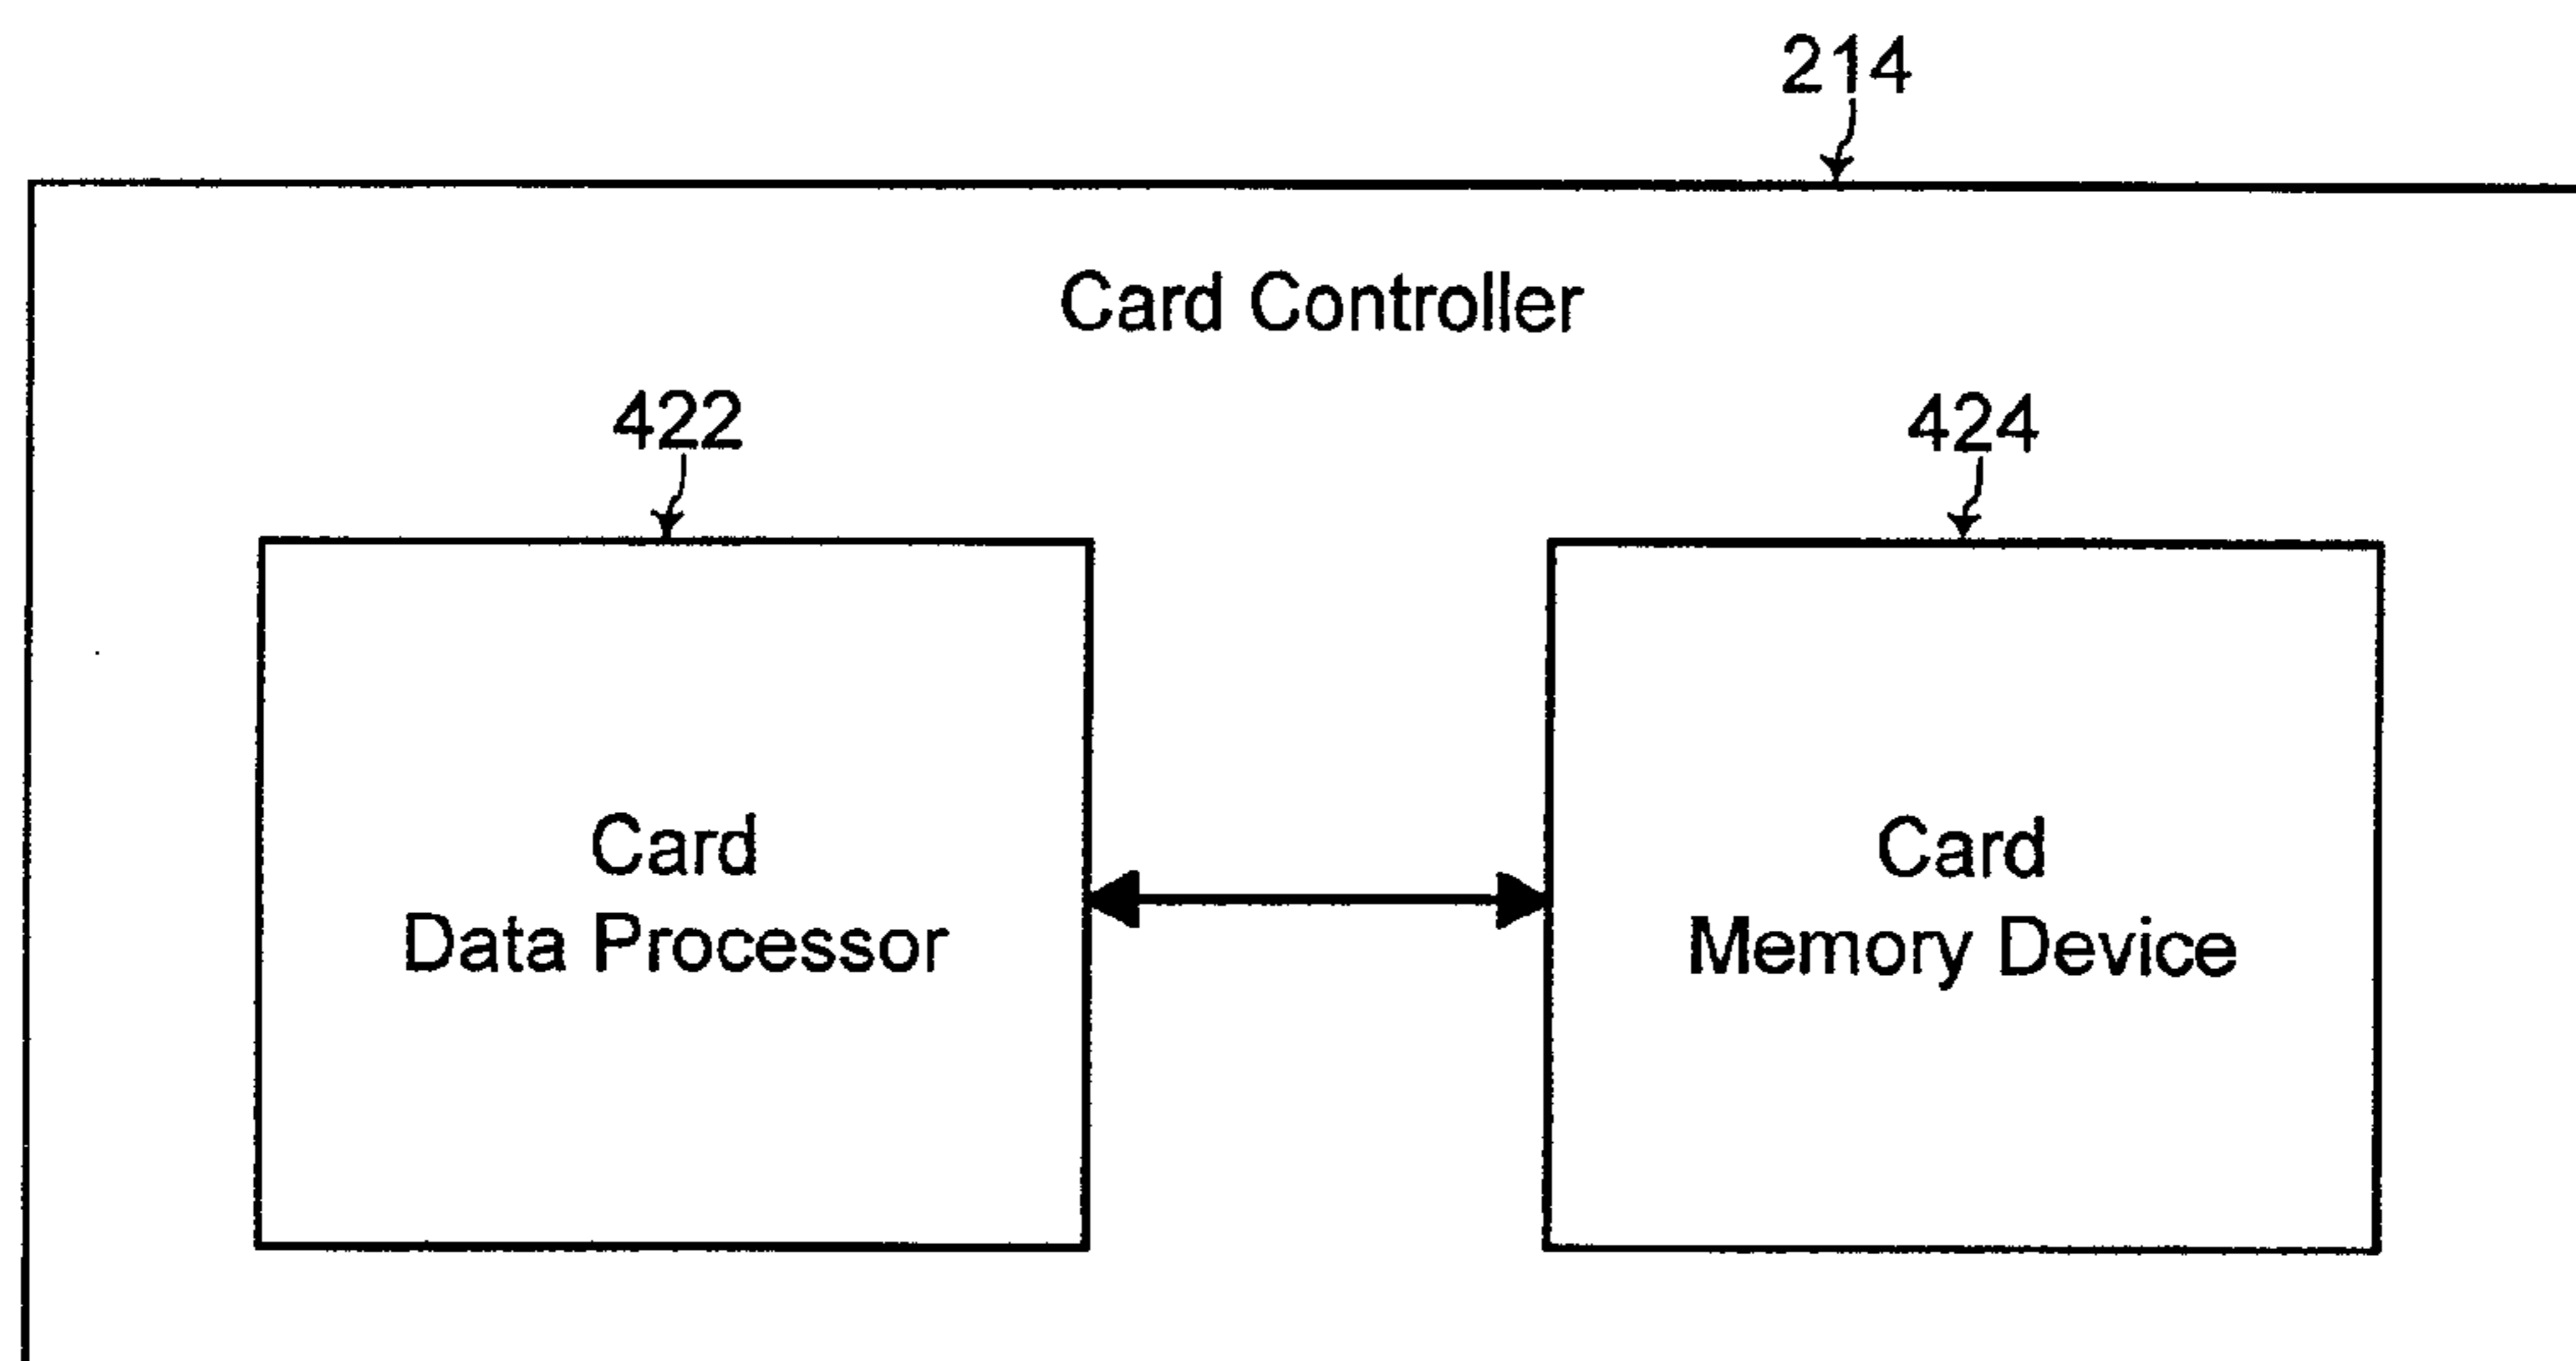 214
Card Controller
422
424
Card
Data Processor
Card
Memory Device